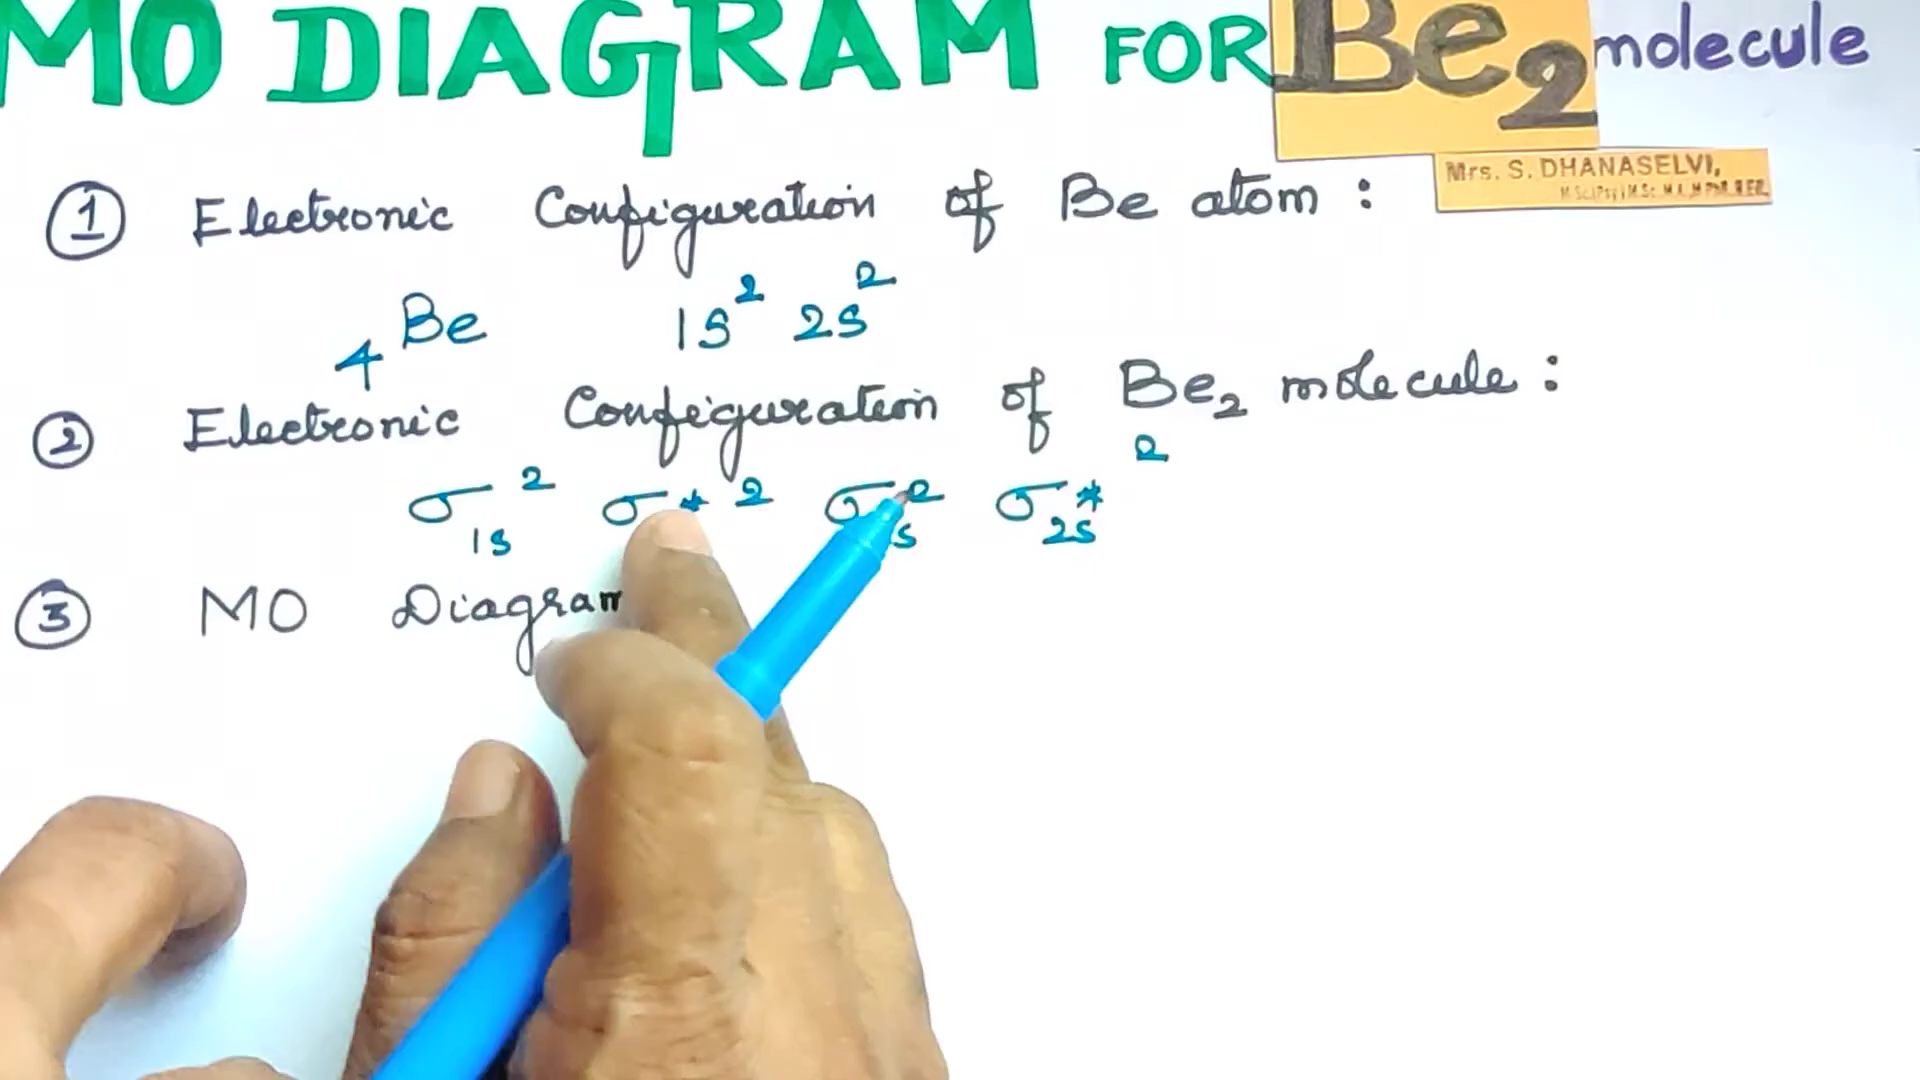 MO DIAGRAM FOR Be₂ molecule
Mrs. S. DHANASELVI,
① Electronic Configuration of Be atom :
₄Be 1s² 2s²
② Electronic Configuration of Be₂ molecule :
σ1s² σ*² σs² σ*2s²
③ MO Diagram